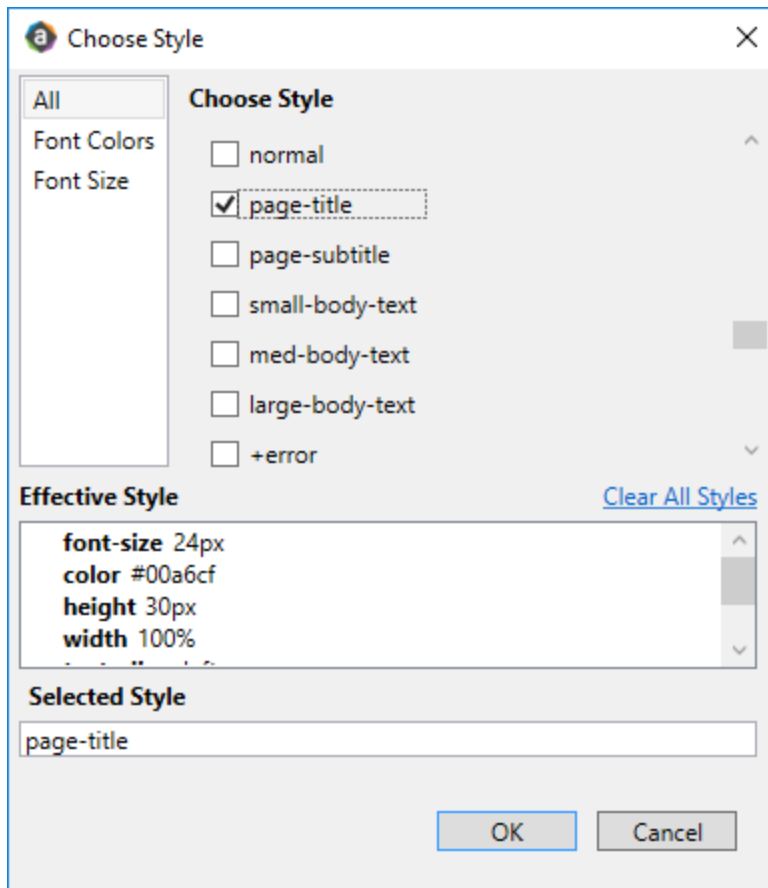 Choose Style
All
Font Colors
Font Size
Choose Style
normal
page-title
page-subtitle
small-body-text
med-body-text
large-body-text
+error
Effective Style
Clear All Styles
font-size 24px
color #00a6cf
height 30px
width 100%
Selected Style
page-title
OK
Cancel